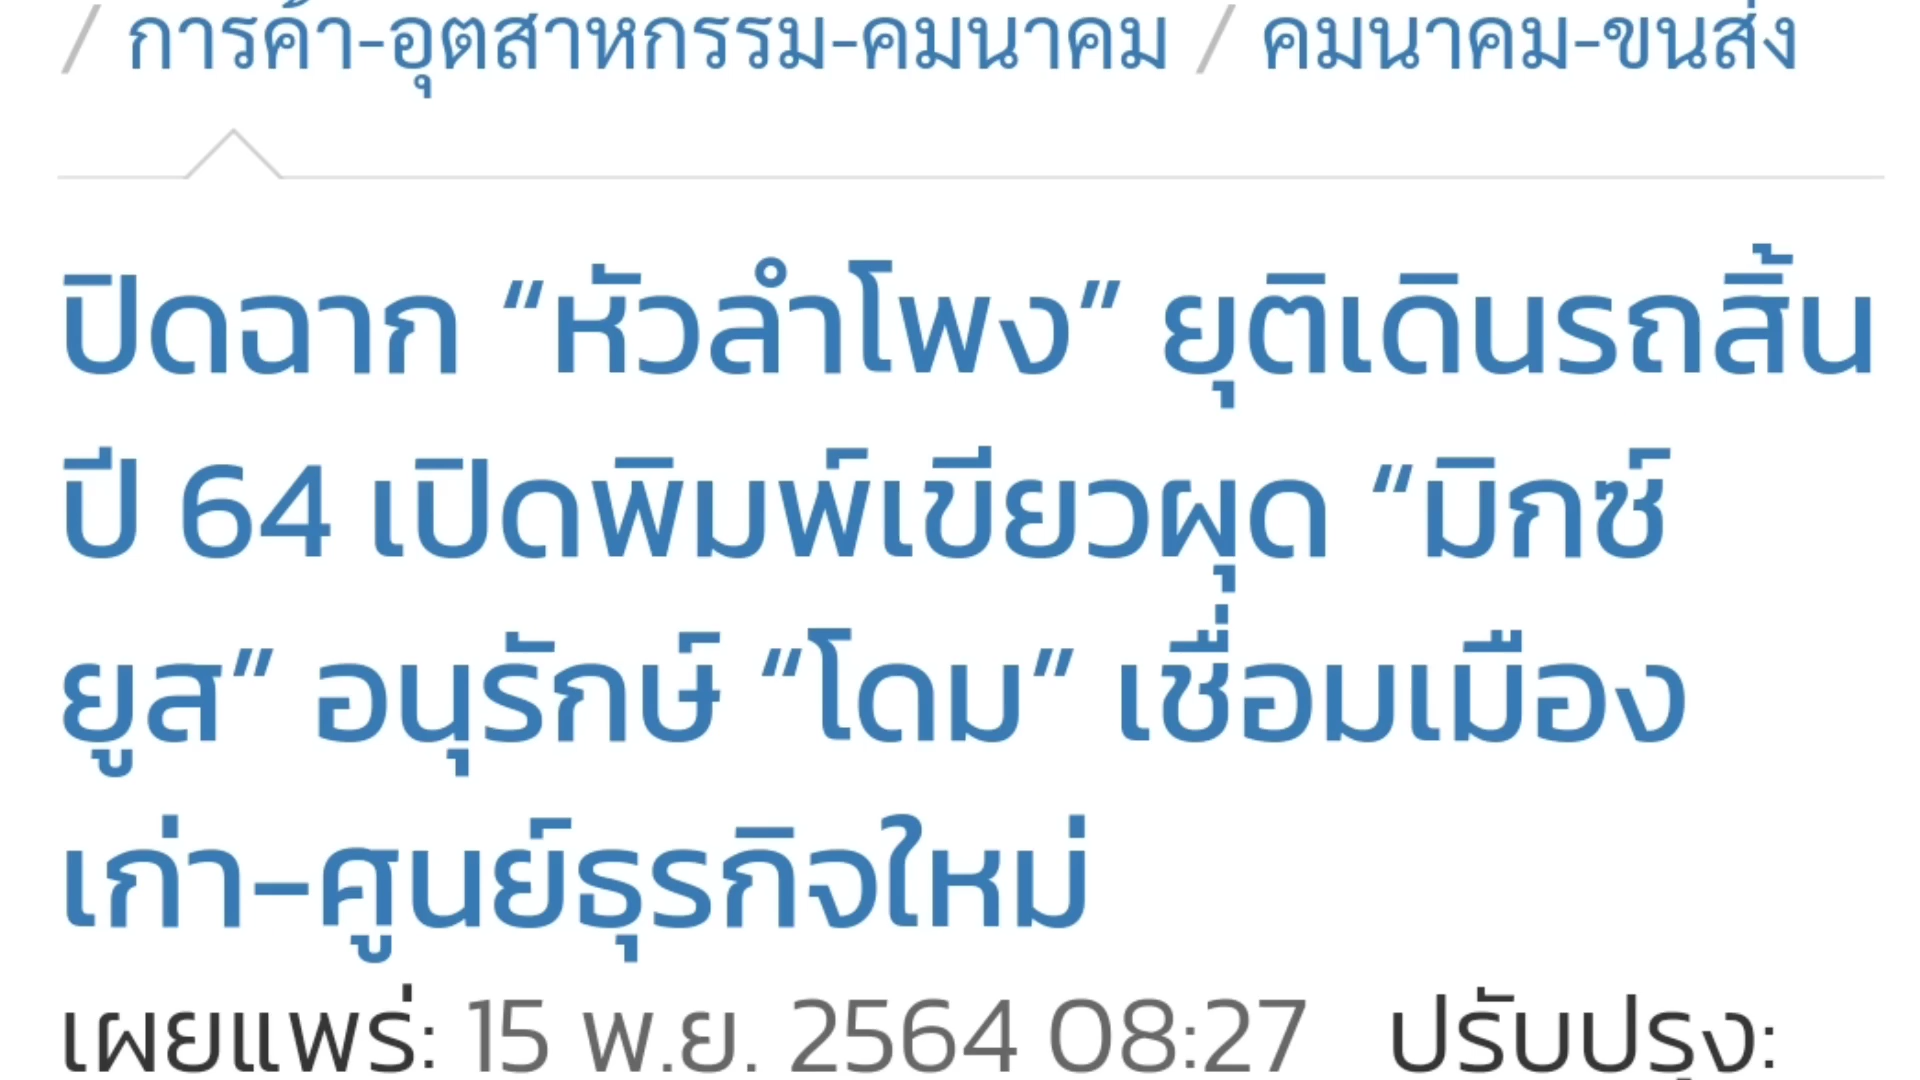 / การค้า-อุตสาหกรรม-คมนาคม / คมนาคม-ขนส่ง
ปิดฉาก “หัวลำโพง” ยุติเดินรถสิ้น
ปี 64 เปิดพิมพ์เขียวผุด “มิกซ์
ยูส” อนุรักษ์ “โดม” เชื่อมเมือง
เก่า–ศูนย์ธุรกิจใหม่
เผยแพร่: 15 พ.ย. 2564 08:27 ปรับปรุง: